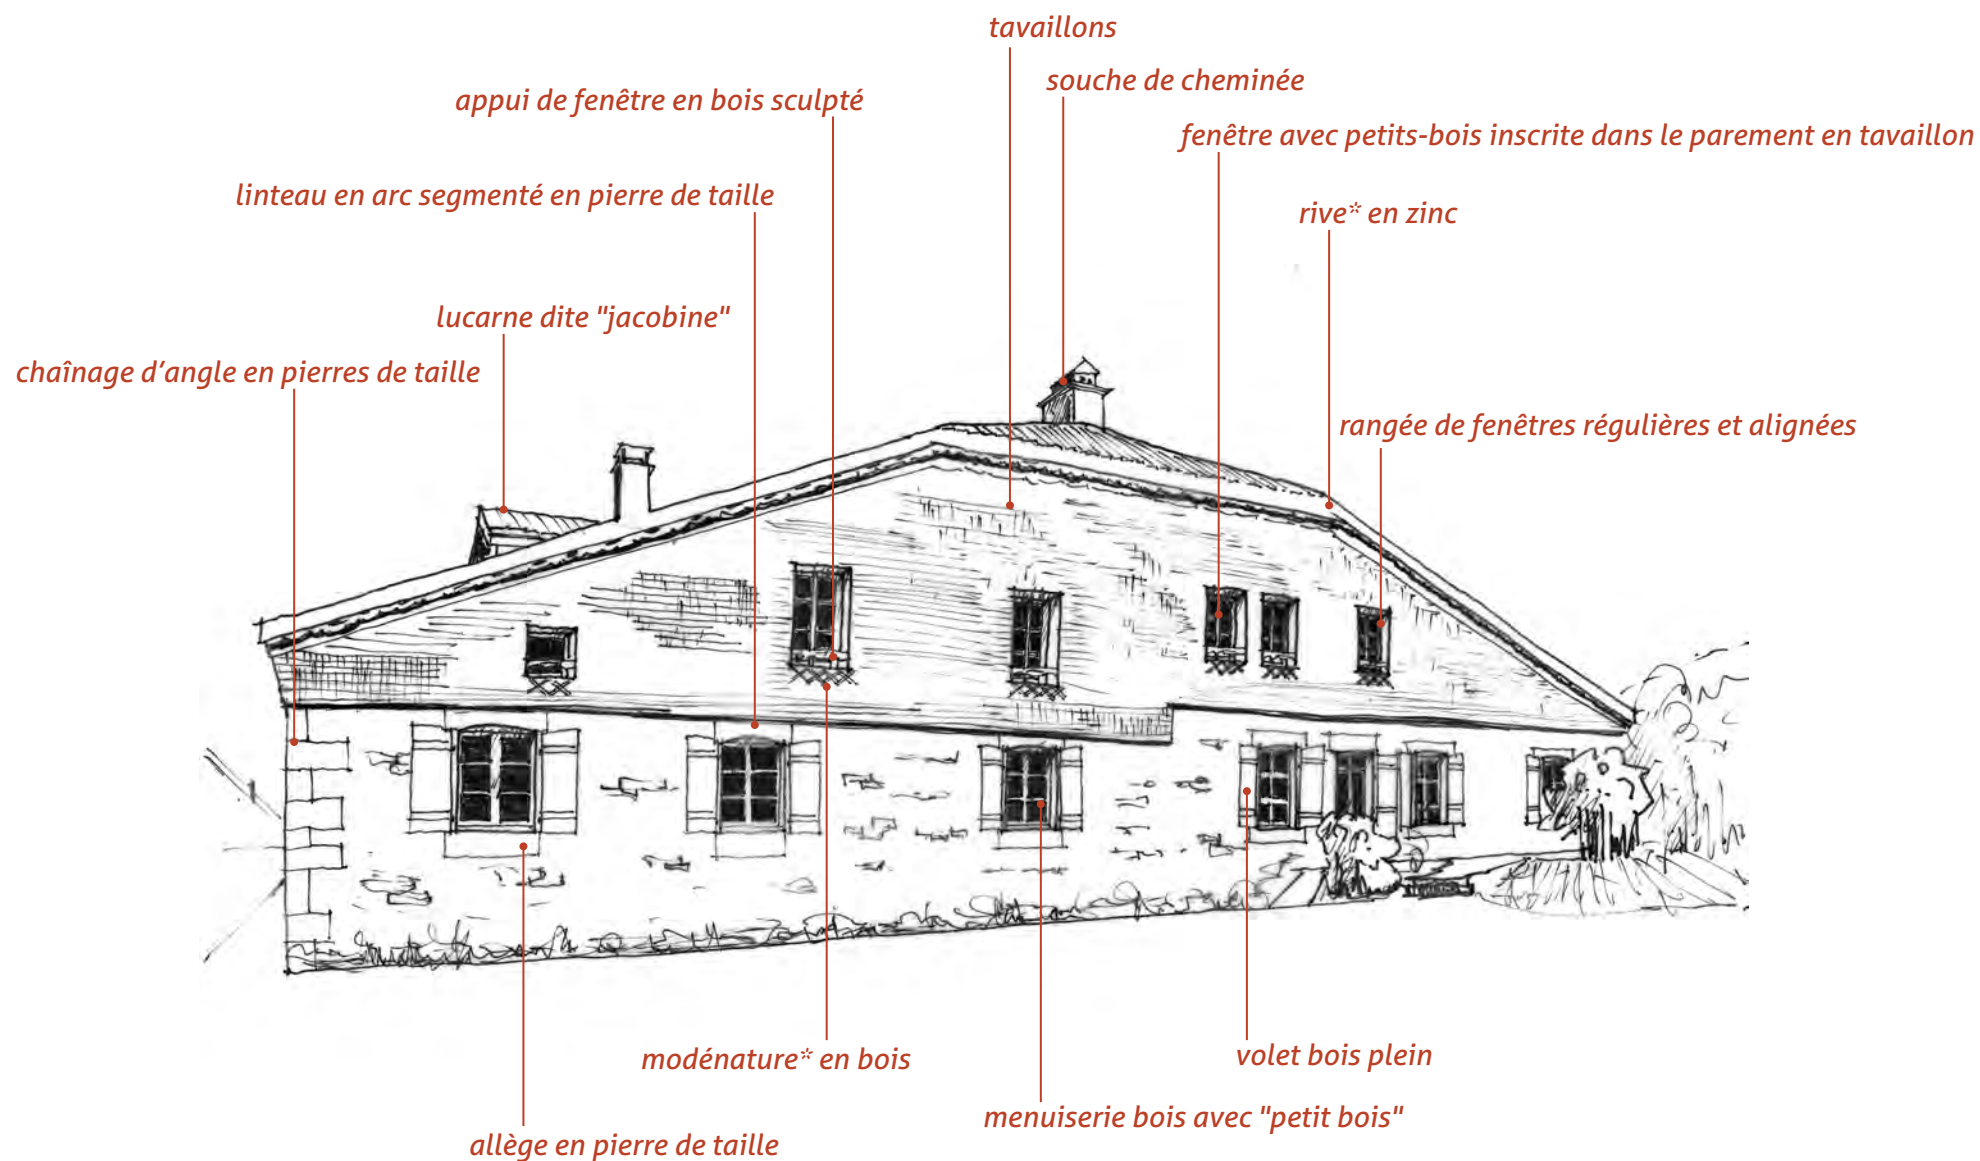 tavaillons
souche de cheminée
appui de fenêtre en bois sculpté
fenêtre avec petits-bois inscrite dans le parement en tavaillon
linteau en arc segmenté en pierre de taille
rive* en zinc
lucarne dite "jacobine"
chaînage d’angle en pierres de taille
rangée de fenêtres régulières et alignées
modénature* en bois
volet bois plein
menuiserie bois avec "petit bois"
allège en pierre de taille